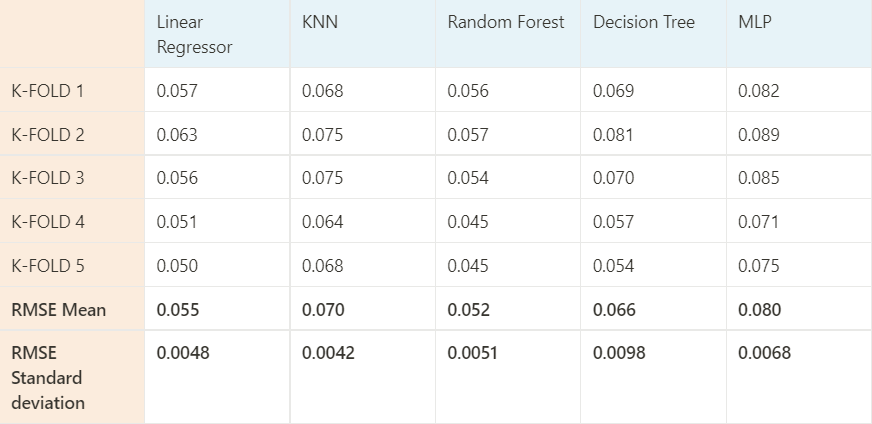 Linear Regressor KNN Random Forest Decision Tree MLP
K-FOLD 1 0.057 0.068 0.056 0.069 0.082
K-FOLD 2 0.063 0.075 0.057 0.081 0.089
K-FOLD 3 0.056 0.075 0.054 0.070 0.085
K-FOLD 4 0.051 0.064 0.045 0.057 0.071
K-FOLD 5 0.050 0.068 0.045 0.054 0.075
RMSE Mean 0.055 0.070 0.052 0.066 0.080
RMSE Standard deviation 0.0048 0.0042 0.0051 0.0098 0.0068